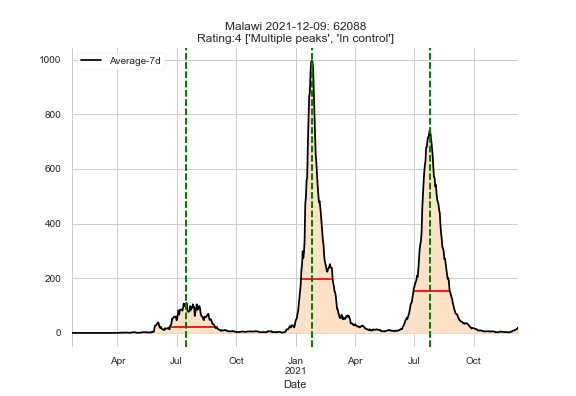 Malawi 2021-12-09: 62088
Rating:4 ['Multiple peaks', 'In control']
Average-7d
1000
800
600
400
200
0
Apr
Jul
Oct
Jan
2021
Apr
Jul
Oct
Date